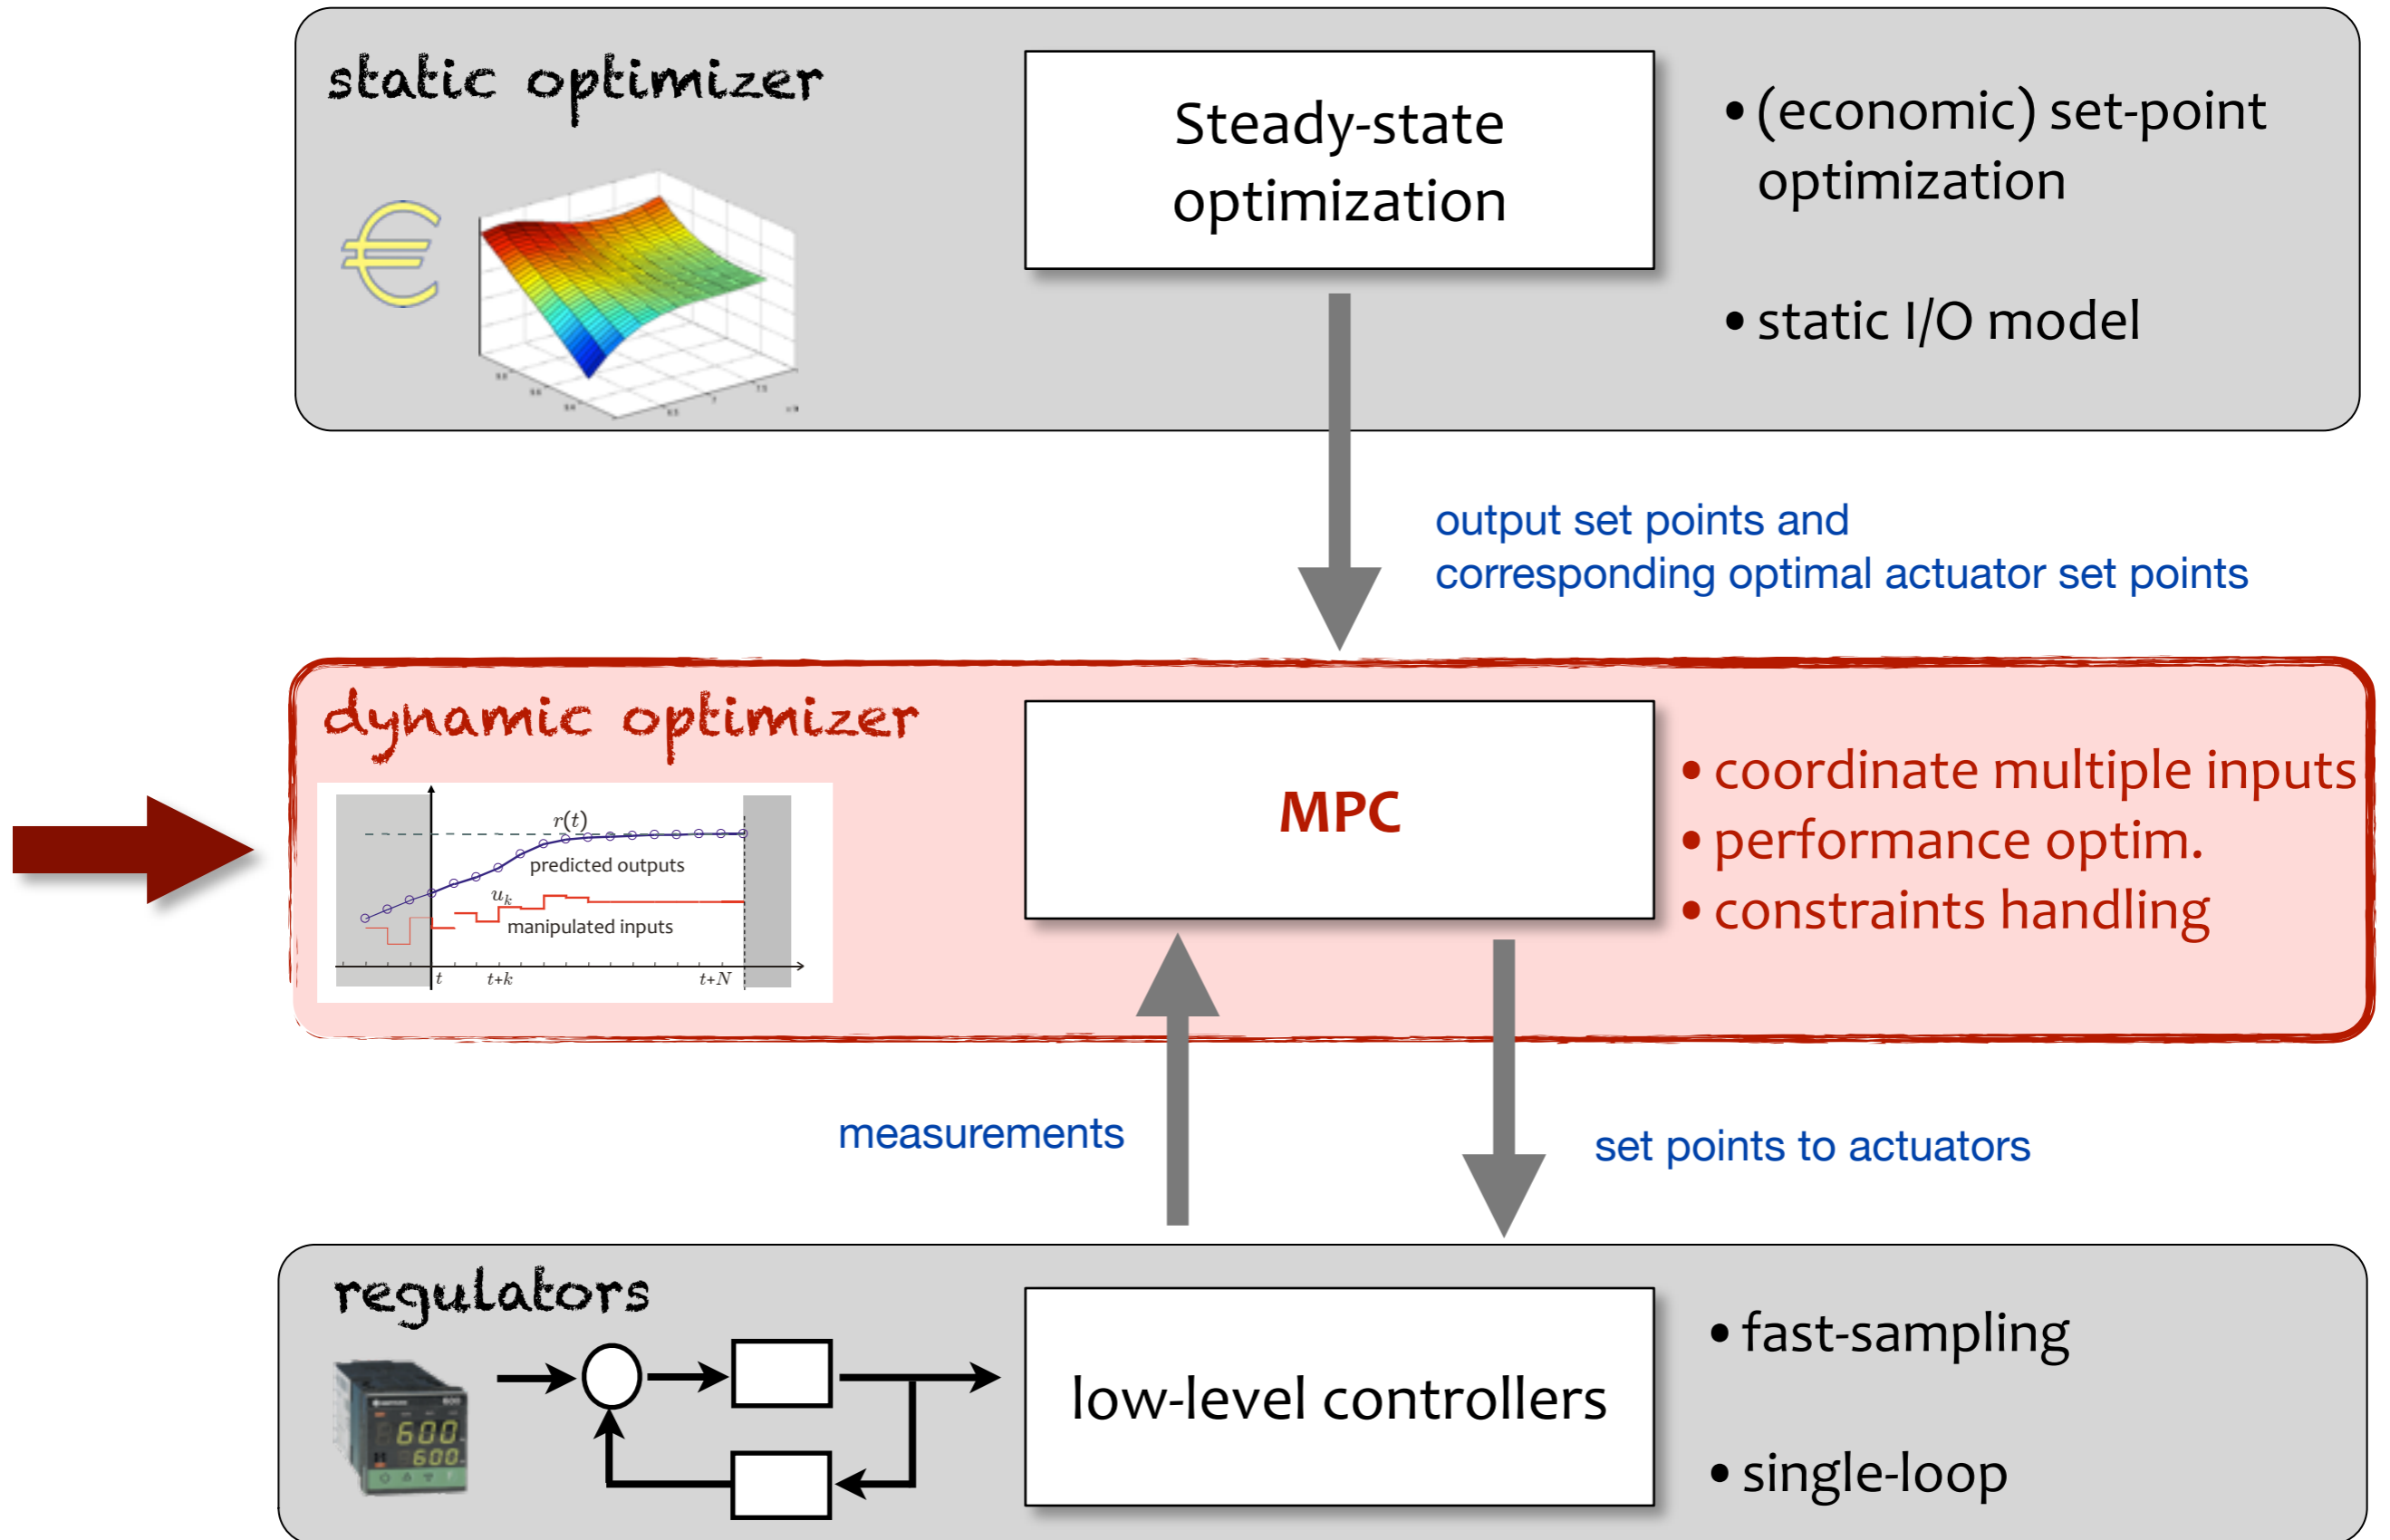 static optimizer
€
Steady-state
optimization
• (economic) set-point
optimization
• static I/O model
output set points and
corresponding optimal actuator set points
dynamic optimizer
r(t)
predicted outputs
u_k
manipulated inputs
t
t+k
t+N
MPC
• coordinate multiple inputs
• performance optim.
• constraints handling
measurements
set points to actuators
regulators
600
600
low-level controllers
• fast-sampling
• single-loop